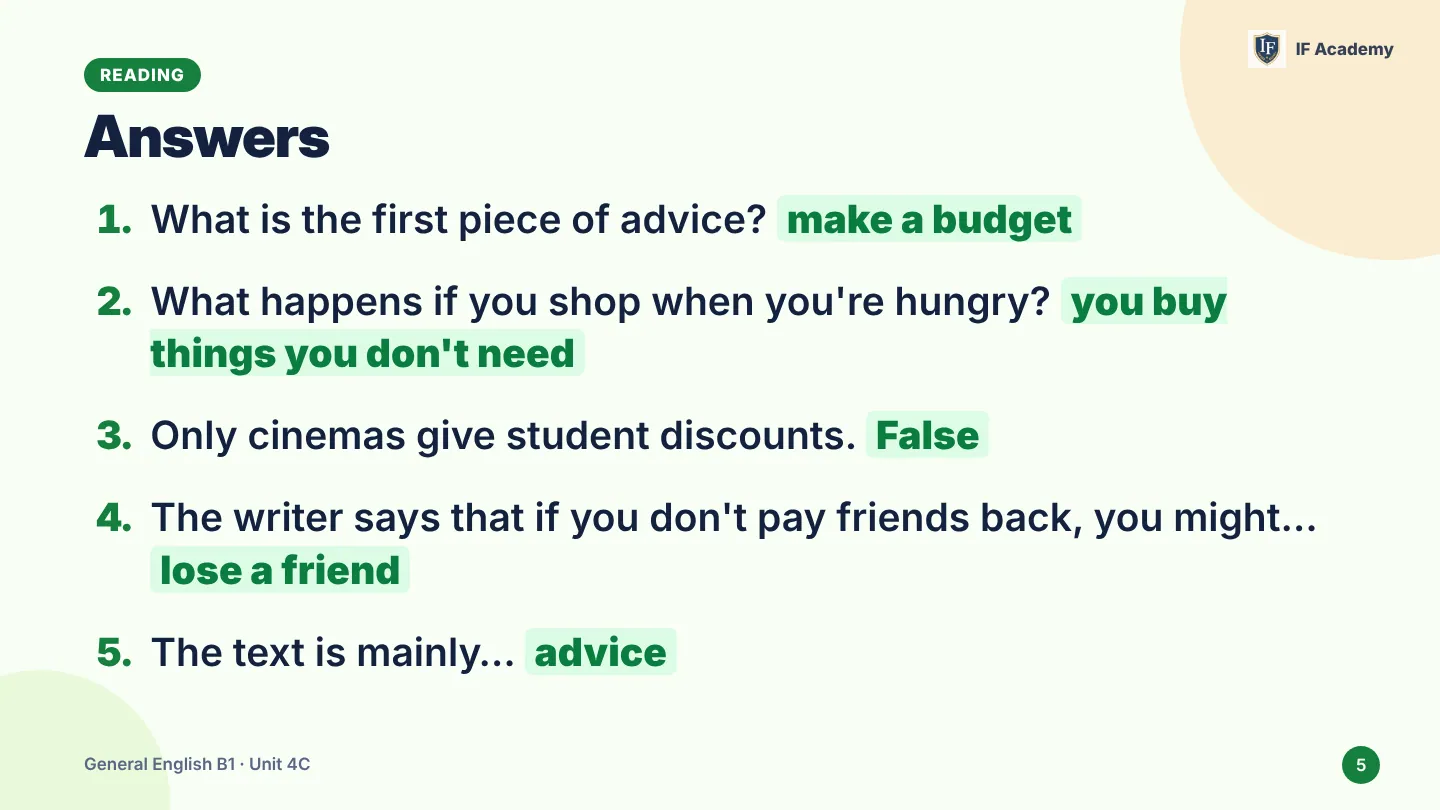 IF
IF Academy
READING
Answers
1. What is the first piece of advice? make a budget
2. What happens if you shop when you're hungry? you buy
things you don't need
3. Only cinemas give student discounts. False
4. The writer says that if you don't pay friends back, you might...
lose a friend
5. The text is mainly... advice
General English B1 · Unit 4C
5